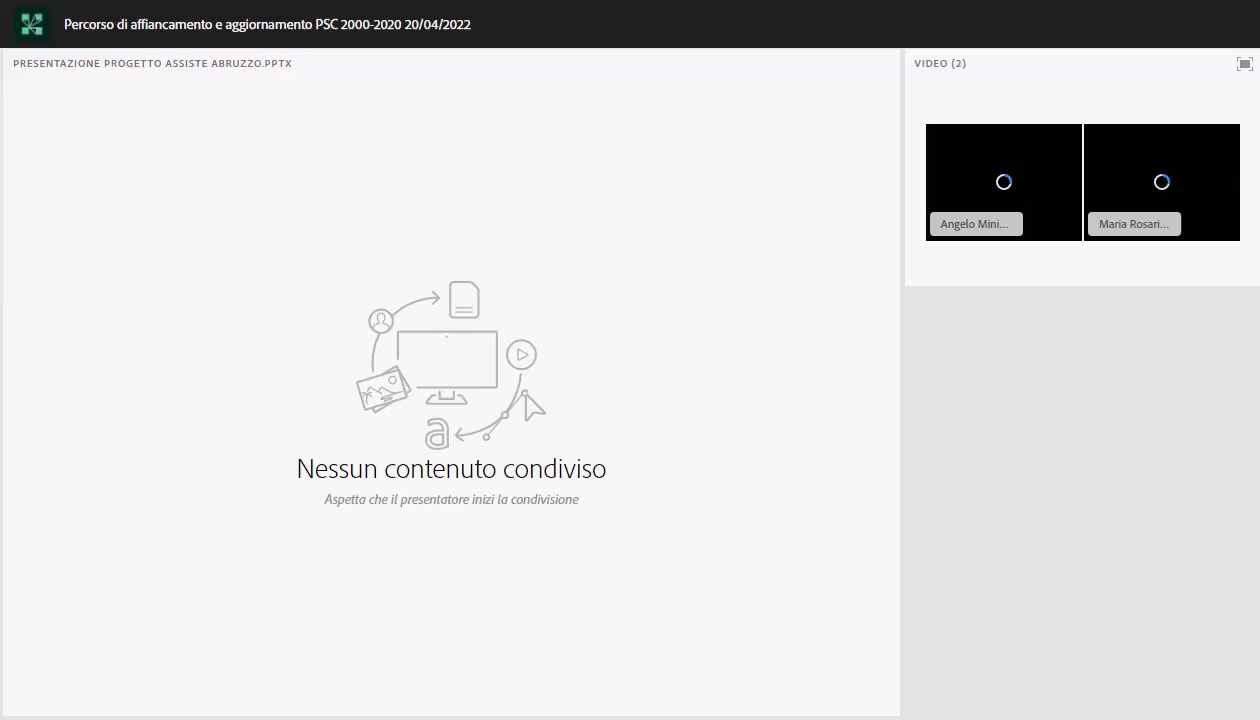 Percorso di affiancamento e aggiornamento PSC 2000-2020 20/04/2022
PRESENTAZIONE PROGETTO ASSISTE ABRUZZO.PPTX
VIDEO (2)
Angelo Mini...
Maria Rosari...
a
Nessun contenuto condiviso
Aspetta che il presentatore inizi la condivisione